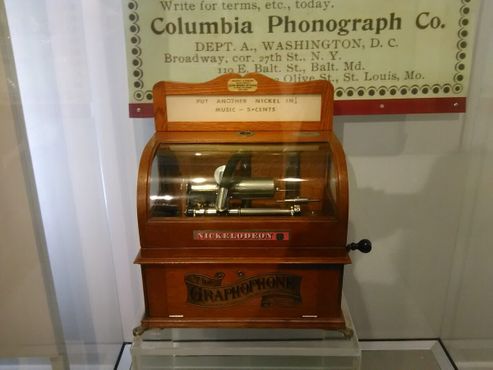 Write for terms, etc., today.
Columbia Phonograph Co.
DEPT. A., WASHINGTON, D. C.
Broadway, cor. 27th St., N. Y.
110 E. Balt. St., Balt. Md.
Olive St., St. Louis, Mo.
PUT ANOTHER NICKEL IN!
MUSIC - 5-CENTS
NICKELODEON
The
GRAPHOPHONE